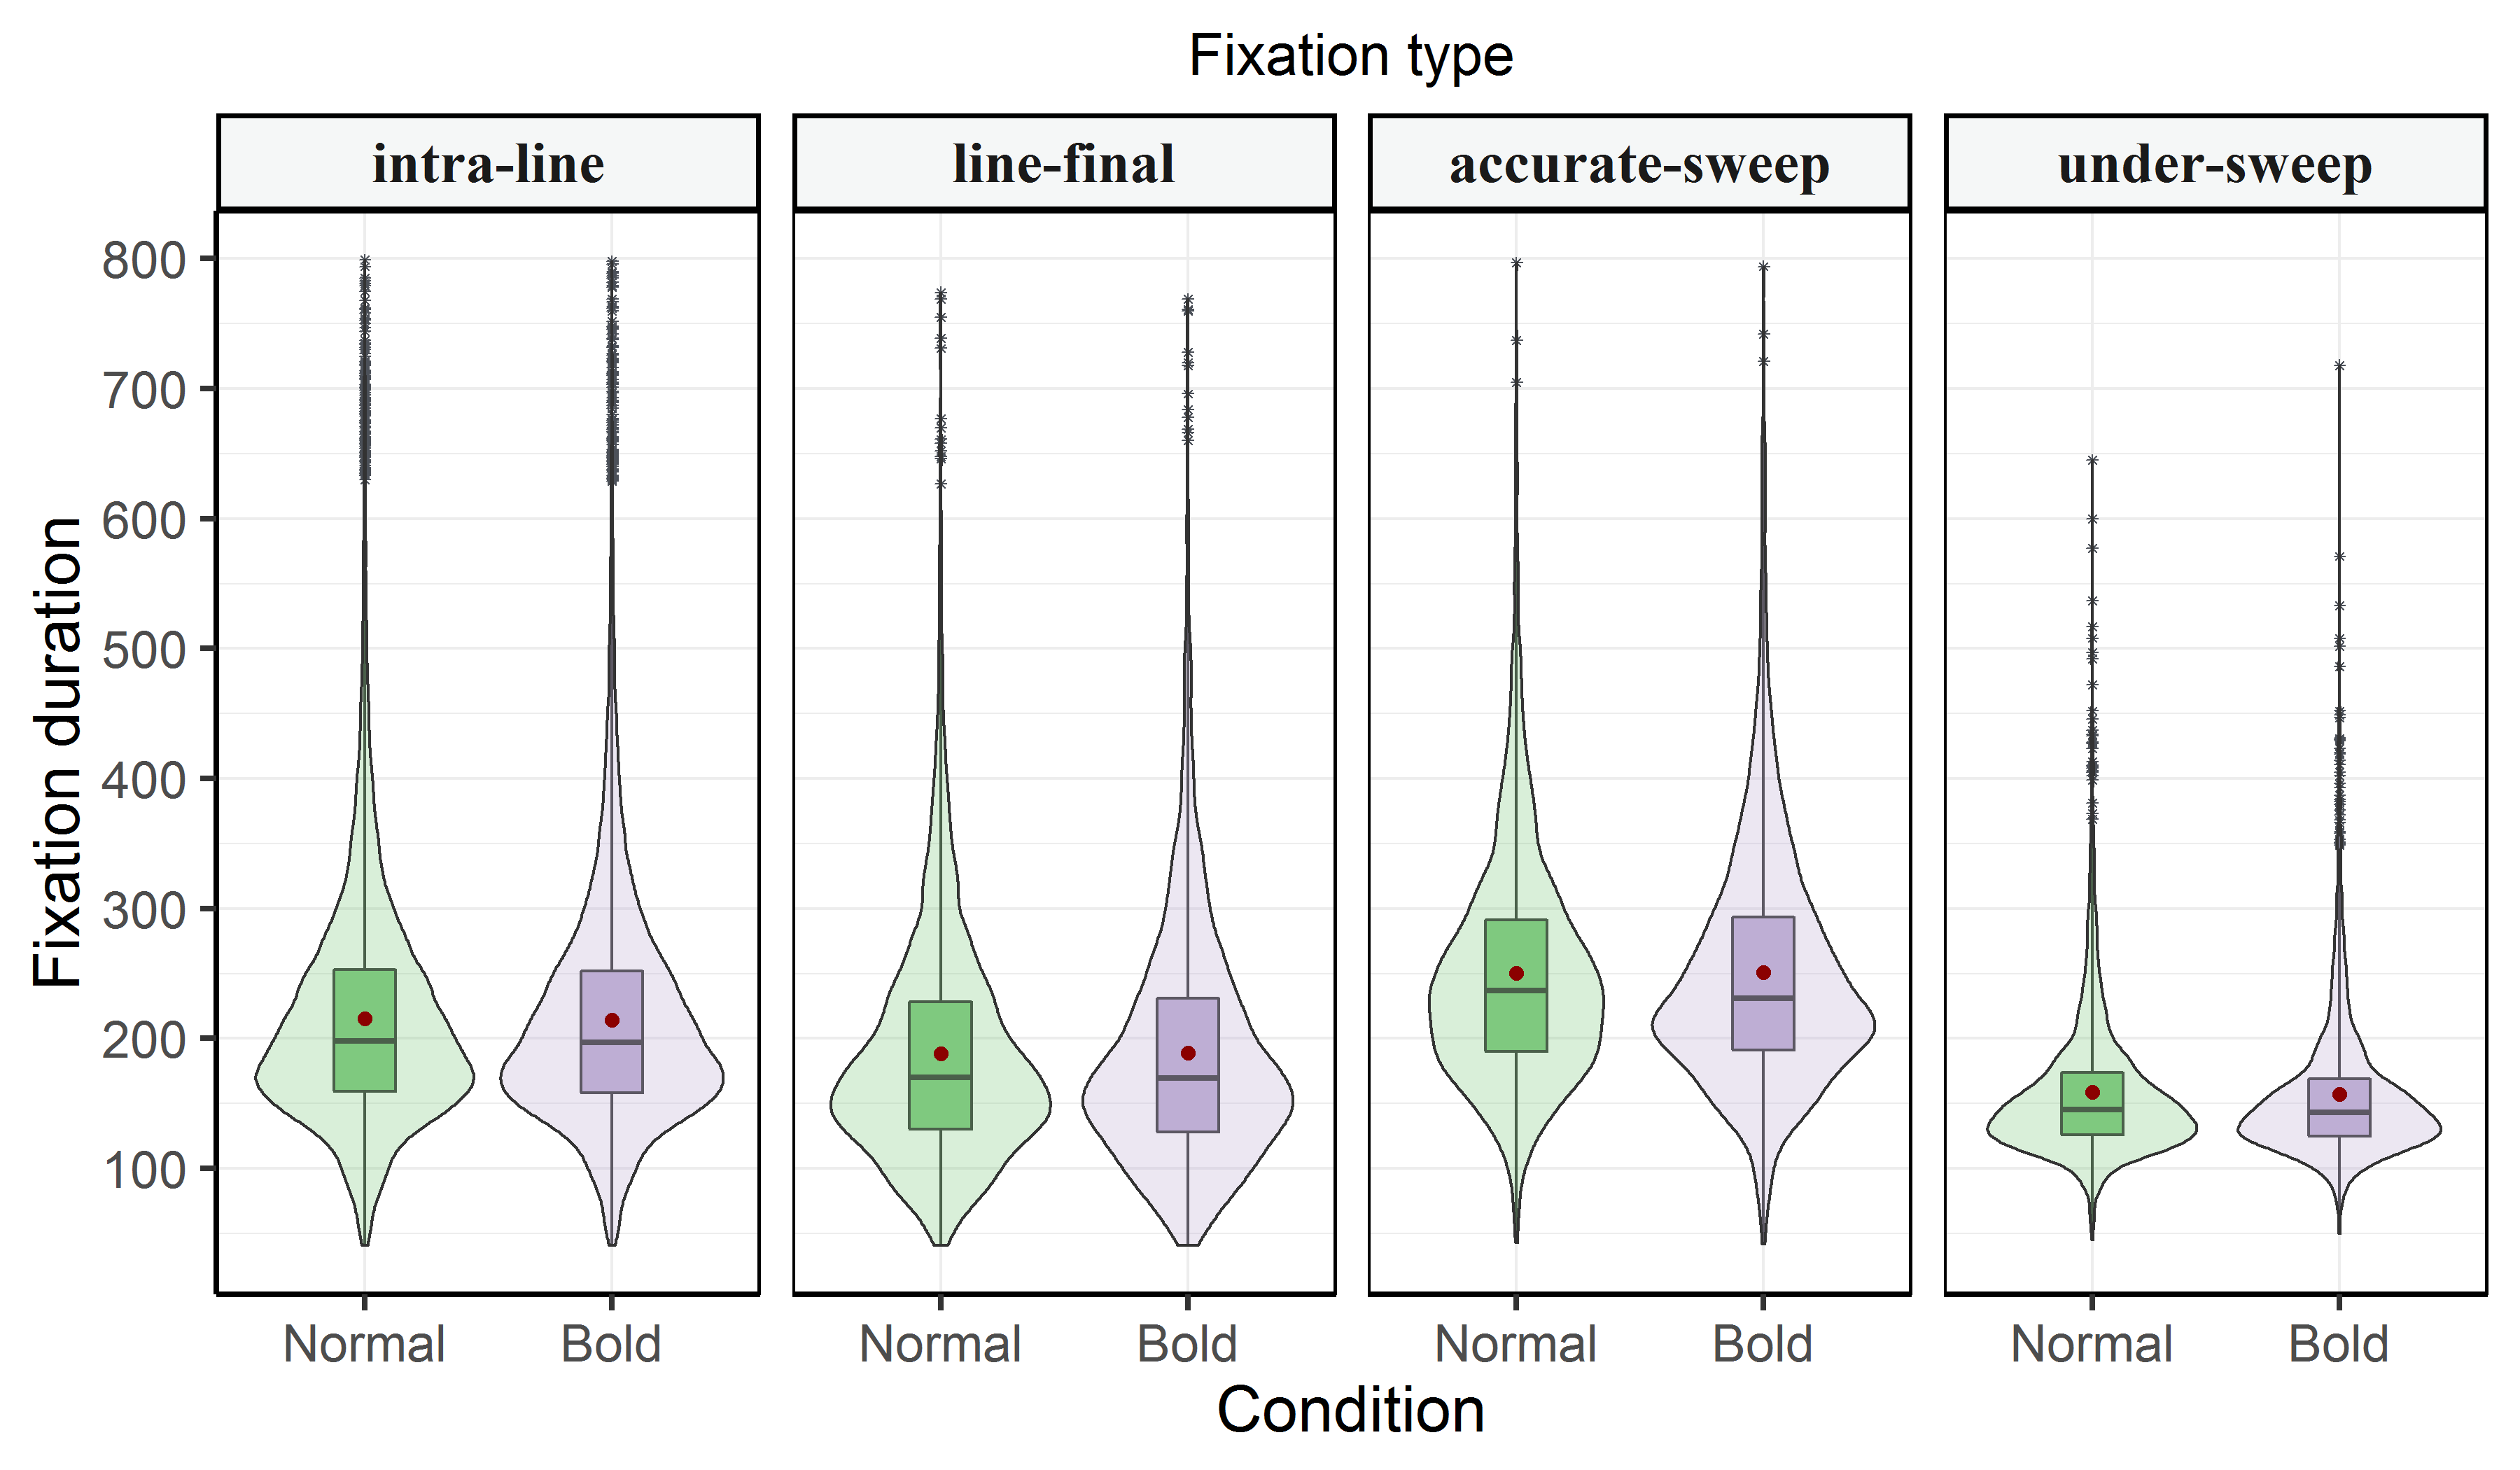 Fixation type
intra-line line-final accurate-sweep under-sweep
800
700
600
500
400
300
200
100
Fixation duration
Normal Bold Normal Bold Normal Bold Normal Bold
Condition